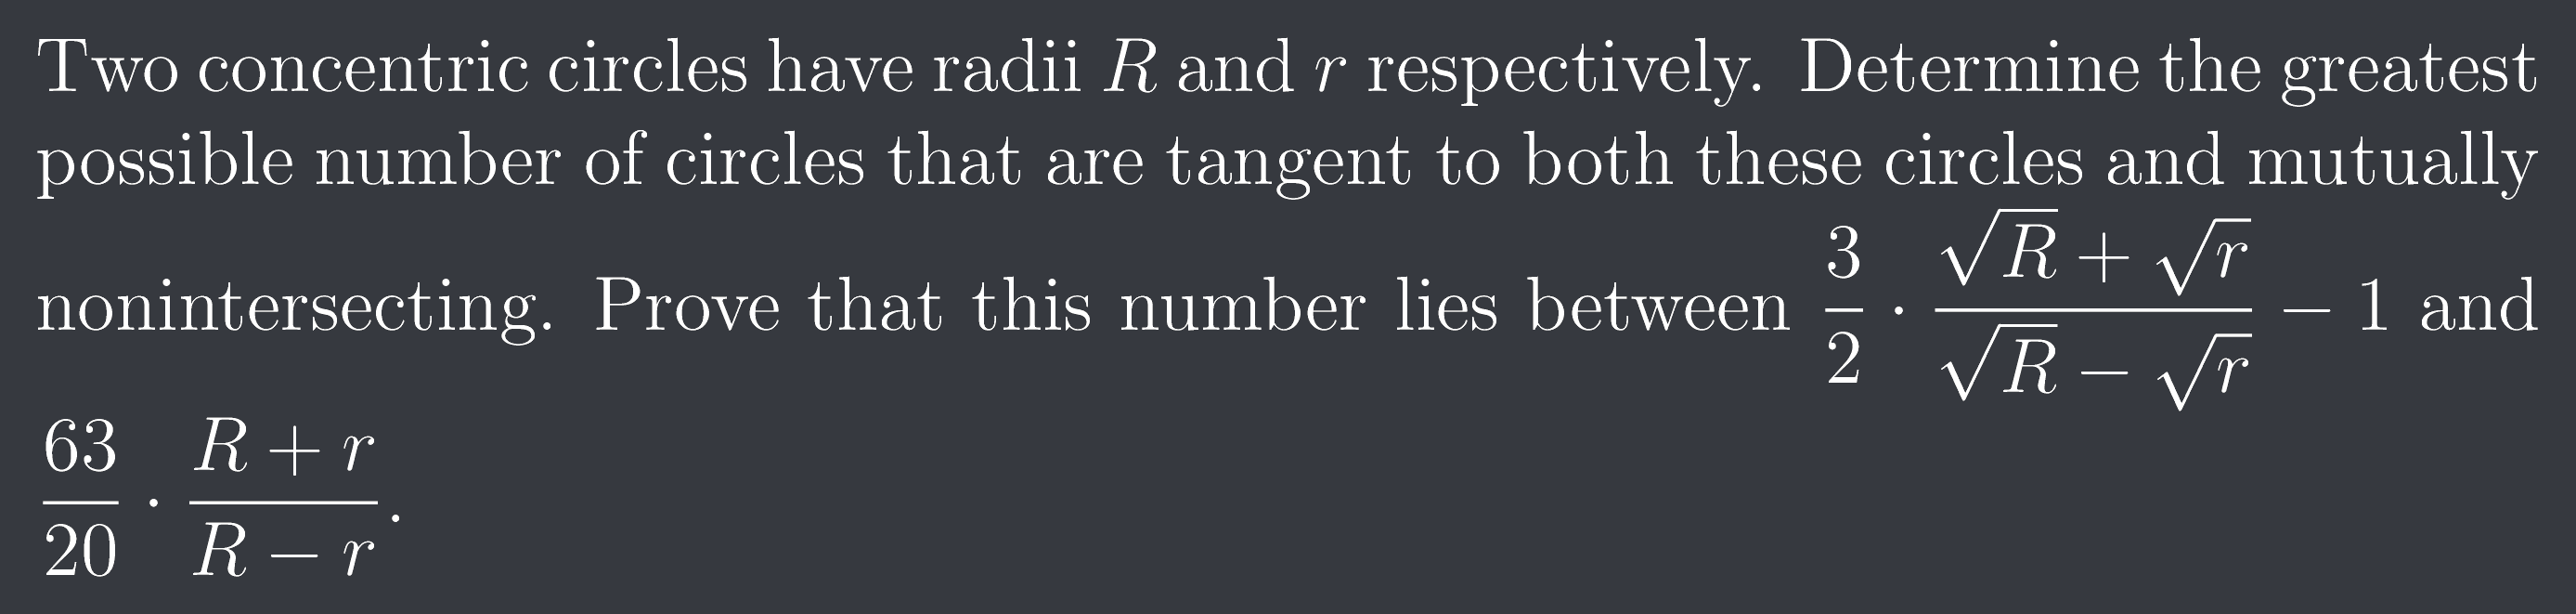 Two concentric circles have radii $R$ and $r$ respectively. Determine the greatest
possible number of circles that are tangent to both these circles and mutually
nonintersecting. Prove that this number lies between $\frac{3}{2} \cdot \frac{\sqrt{R}+\sqrt{r}}{\sqrt{R}-\sqrt{r}} - 1$ and
$\frac{63}{20} \cdot \frac{R+r}{R-r}$.